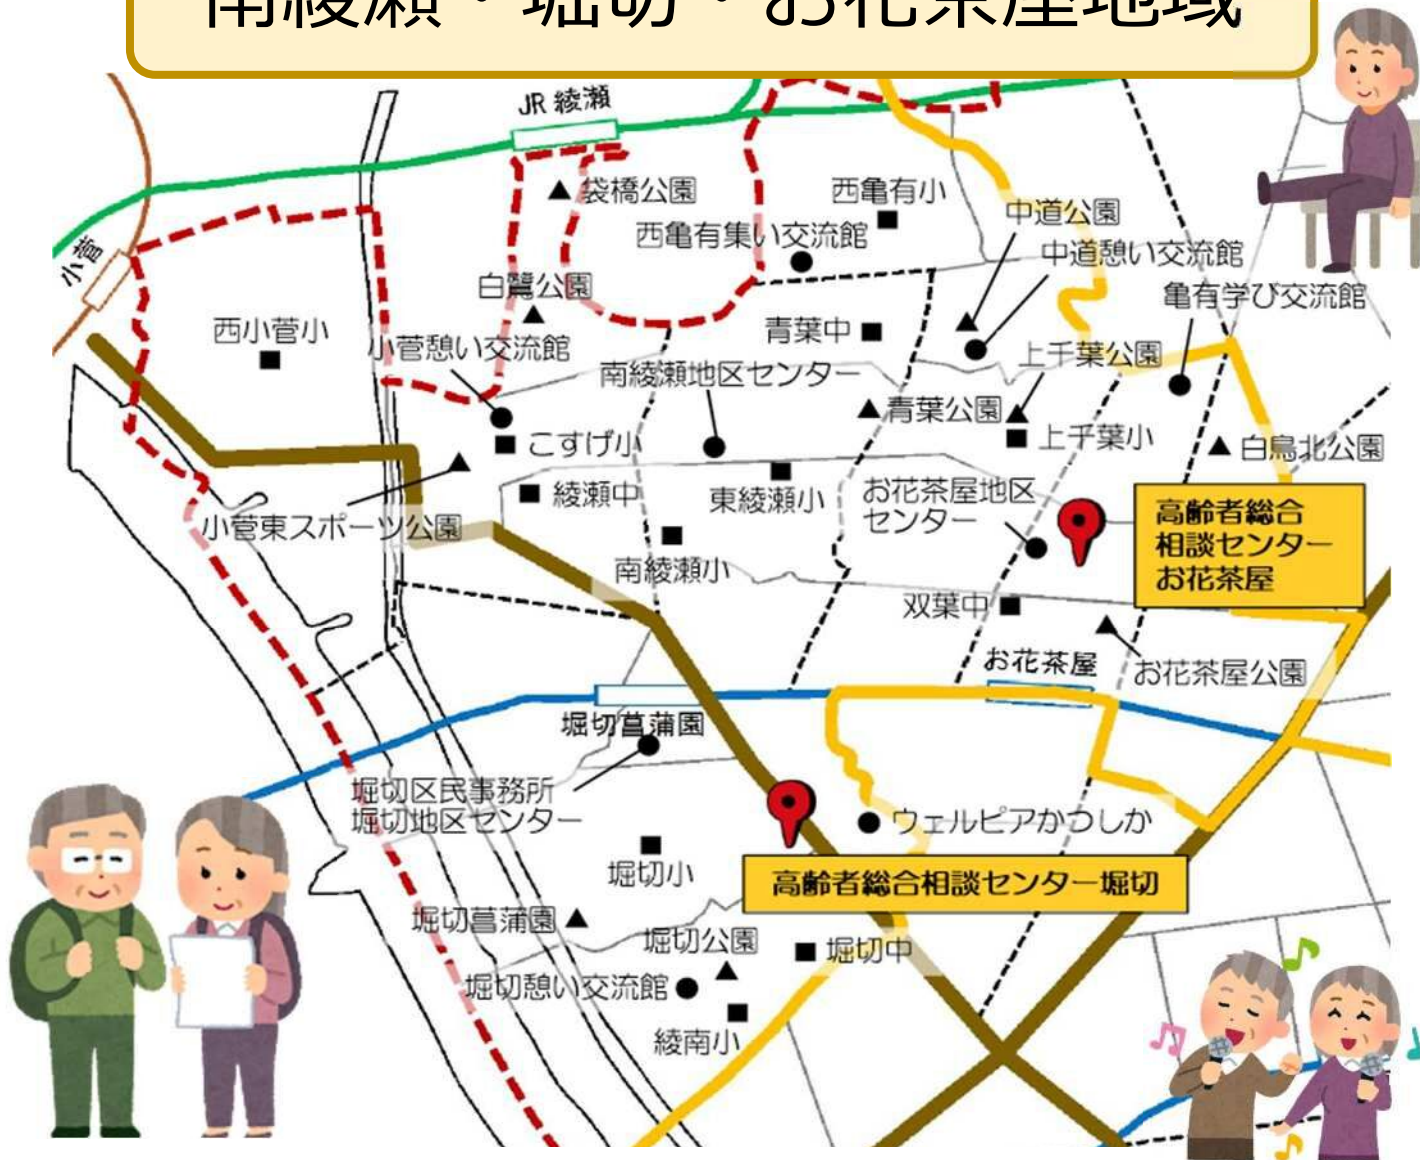 南綾瀬・堀切・お花茶屋地域
JR 綾瀬
袋橋公園
西亀有小
中道公園
西亀有集い交流館
小菅
中道憩い交流館
白鷺公園
亀有学び交流館
西小菅小
青葉中
小菅憩い交流館
上千葉公園
南綾瀬地区センター
青葉公園
こすげ小
上千葉小
白鳥北公園
綾瀬中
東綾瀬小
お花茶屋地区
センター
高齢者総合
相談センター
お花茶屋
小菅東スポーツ公園
南綾瀬小
双葉中
お花茶屋
お花茶屋公園
堀切菖蒲園
堀切区民事務所
堀切地区センター
ウェルピアかつしか
堀切小
高齢者総合相談センター堀切
堀切菖蒲園
堀切公園
堀切中
堀切憩い交流館
綾南小